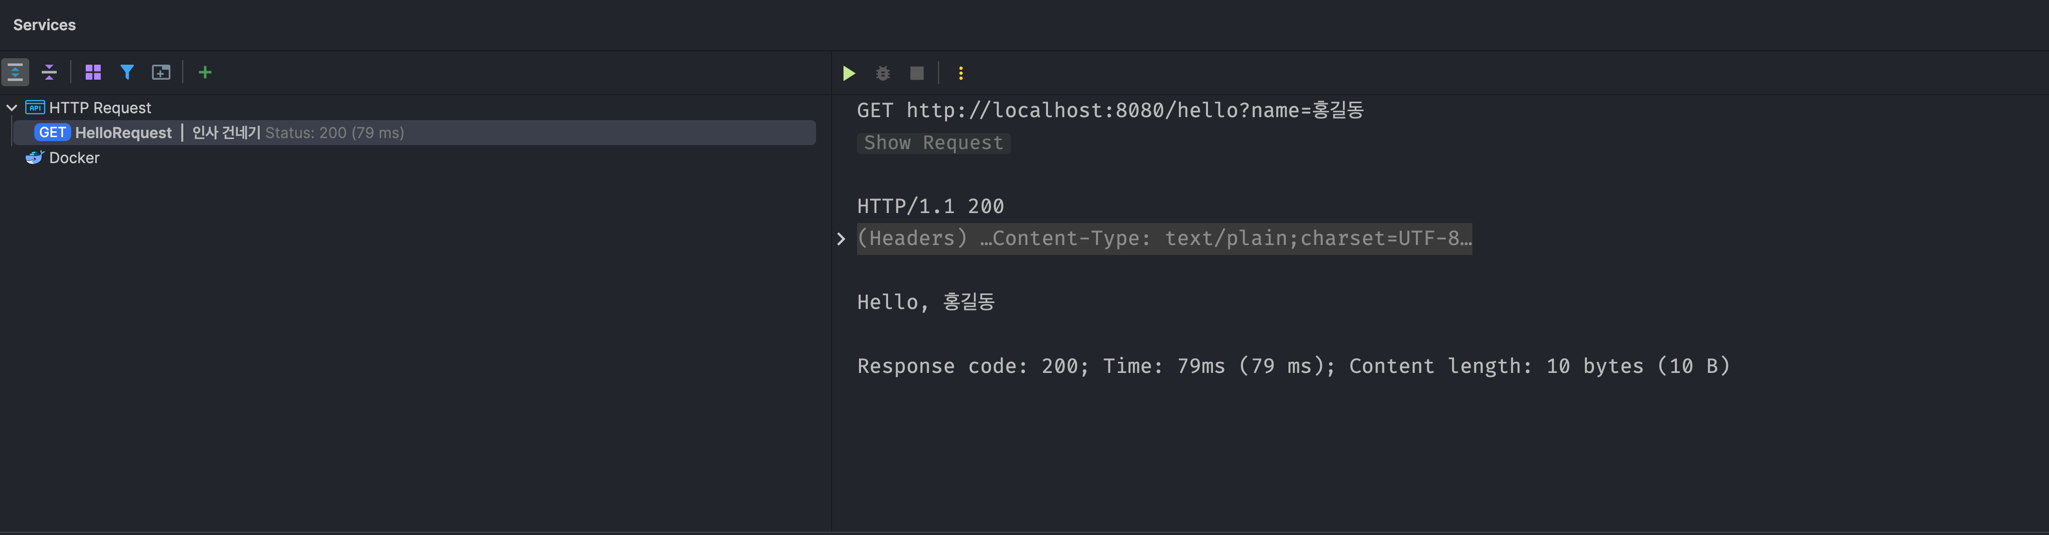 Services
HTTP Request
GET HelloRequest | 인사 건네기 Status: 200 (79 ms)
Docker
GET http://localhost:8080/hello?name=홍길동
Show Request
HTTP/1.1 200
(Headers) …Content-Type: text/plain;charset=UTF-8…
Hello, 홍길동
Response code: 200; Time: 79ms (79 ms); Content length: 10 bytes (10 B)